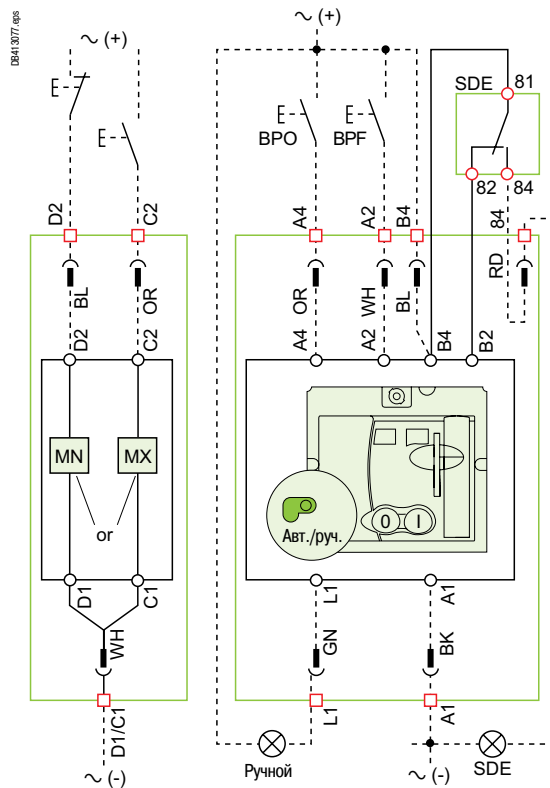 DB413077.eps
~ (+)
~ (+)
E
E
E
BPO
E
BPF
SDE
81
82
84
D2
C2
A4
A2
B4
84
BL
OR
OR
WH
BL
RD
D2
C2
A4
A2
B4
B2
MN
MX
or
Авт./руч.
0
I
D1
C1
L1
A1
WH
GN
BK
D1/C1
L1
A1
Ручной
SDE
~ (-)
~ (-)